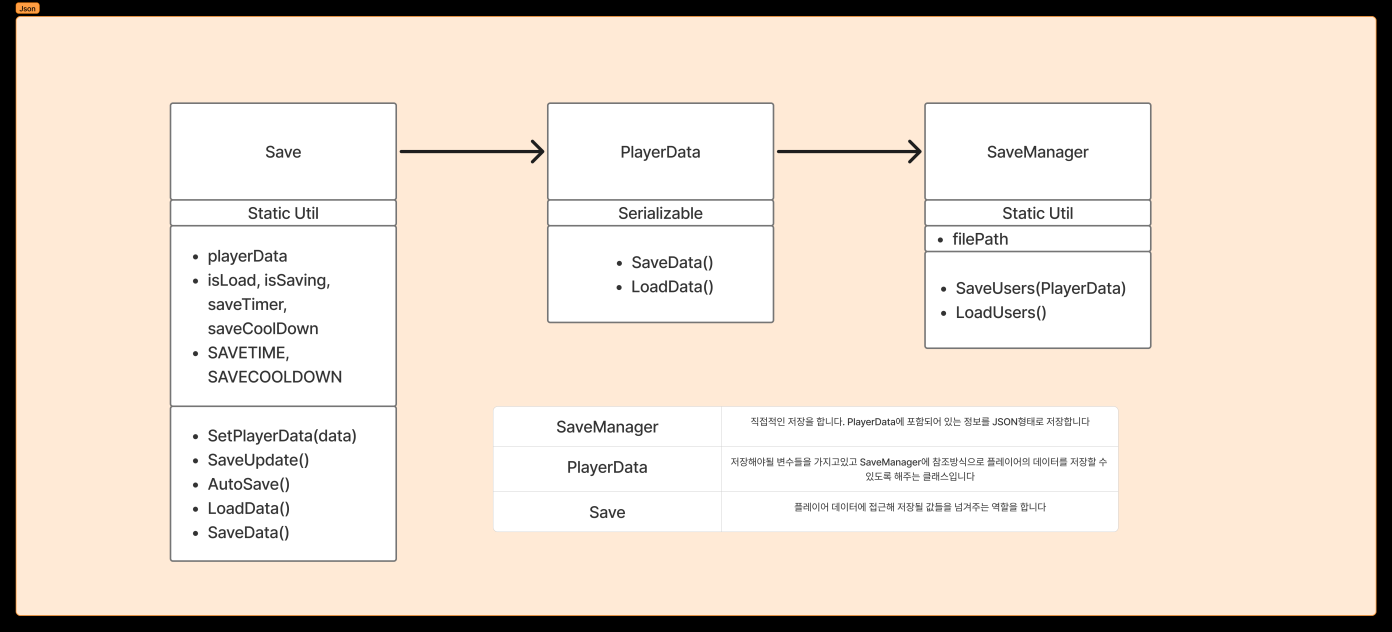 Json
Save
Static Util
• playerData
• isLoad, isSaving,
saveTimer,
saveCoolDown
• SAVETIME,
SAVECOOLDOWN
• SetPlayerData(data)
• SaveUpdate()
• AutoSave()
• LoadData()
• SaveData()
PlayerData
Serializable
• SaveData()
• LoadData()
SaveManager
Static Util
• filePath
• SaveUsers(PlayerData)
• LoadUsers()
SaveManager
직접적인 저장을 합니다. PlayerData에 포함되어 있는 정보를 JSON형태로 저장합니다
PlayerData
저장해야될 변수들을 가지고있고 SaveManager에 참조방식으로 플레이어의 데이터를 저장할 수
있도록 해주는 클래스입니다
Save
플레이어 데이터에 접근해 저장될 값들을 넘겨주는 역할을 합니다